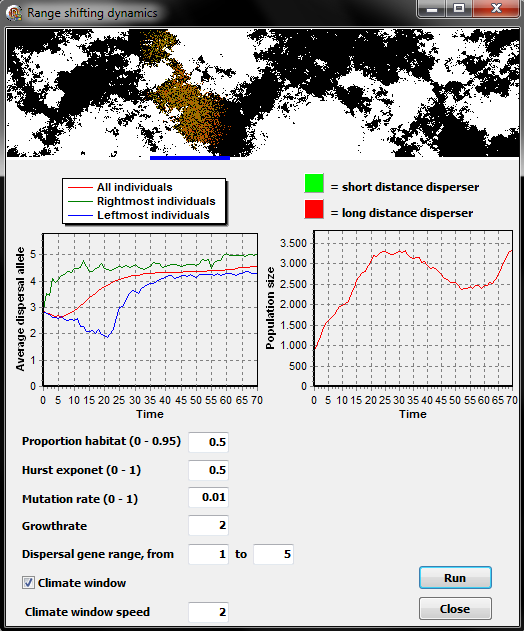 Range shifting dynamics
All individuals
Rightmost individuals
Leftmost individuals
= short distance disperser
= long distance disperser
Average dispersal allele
5
4
3
2
1
0
0 5 10 15 20 25 30 35 40 45 50 55 60 65 70
Time
Population size
3.500
3.000
2.500
2.000
1.500
1.000
500
0
0 5 10 15 20 25 30 35 40 45 50 55 60 65 70
Time
Proportion habitat (0 - 0.95) 0.5
Hurst exponet (0 - 1) 0.5
Mutation rate (0 - 1) 0.01
Growthrate 2
Dispersal gene range, from 1 to 5
Climate window
Climate window speed 2
Run
Close